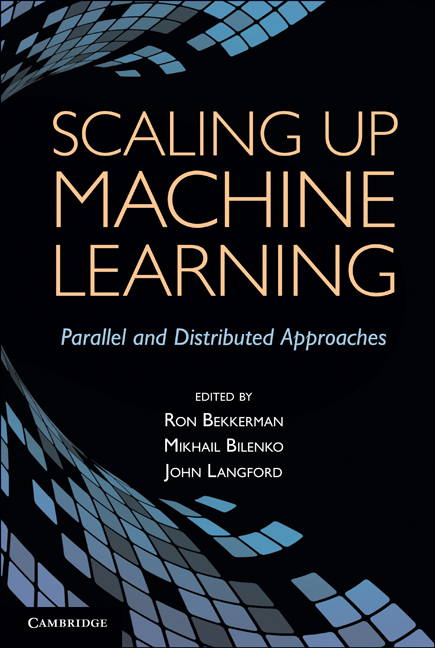 SCALING UP
MACHINE
LEARNING
Parallel and Distributed Approaches
EDITED BY
RON BEKKERMAN
MIKHAIL BILENKO
JOHN LANGFORD
CAMBRIDGE